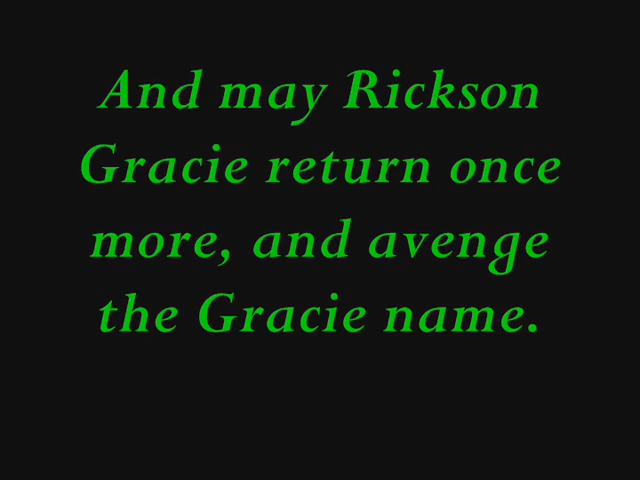 And may Rickson
Gracie return once
more, and avenge
the Gracie name.